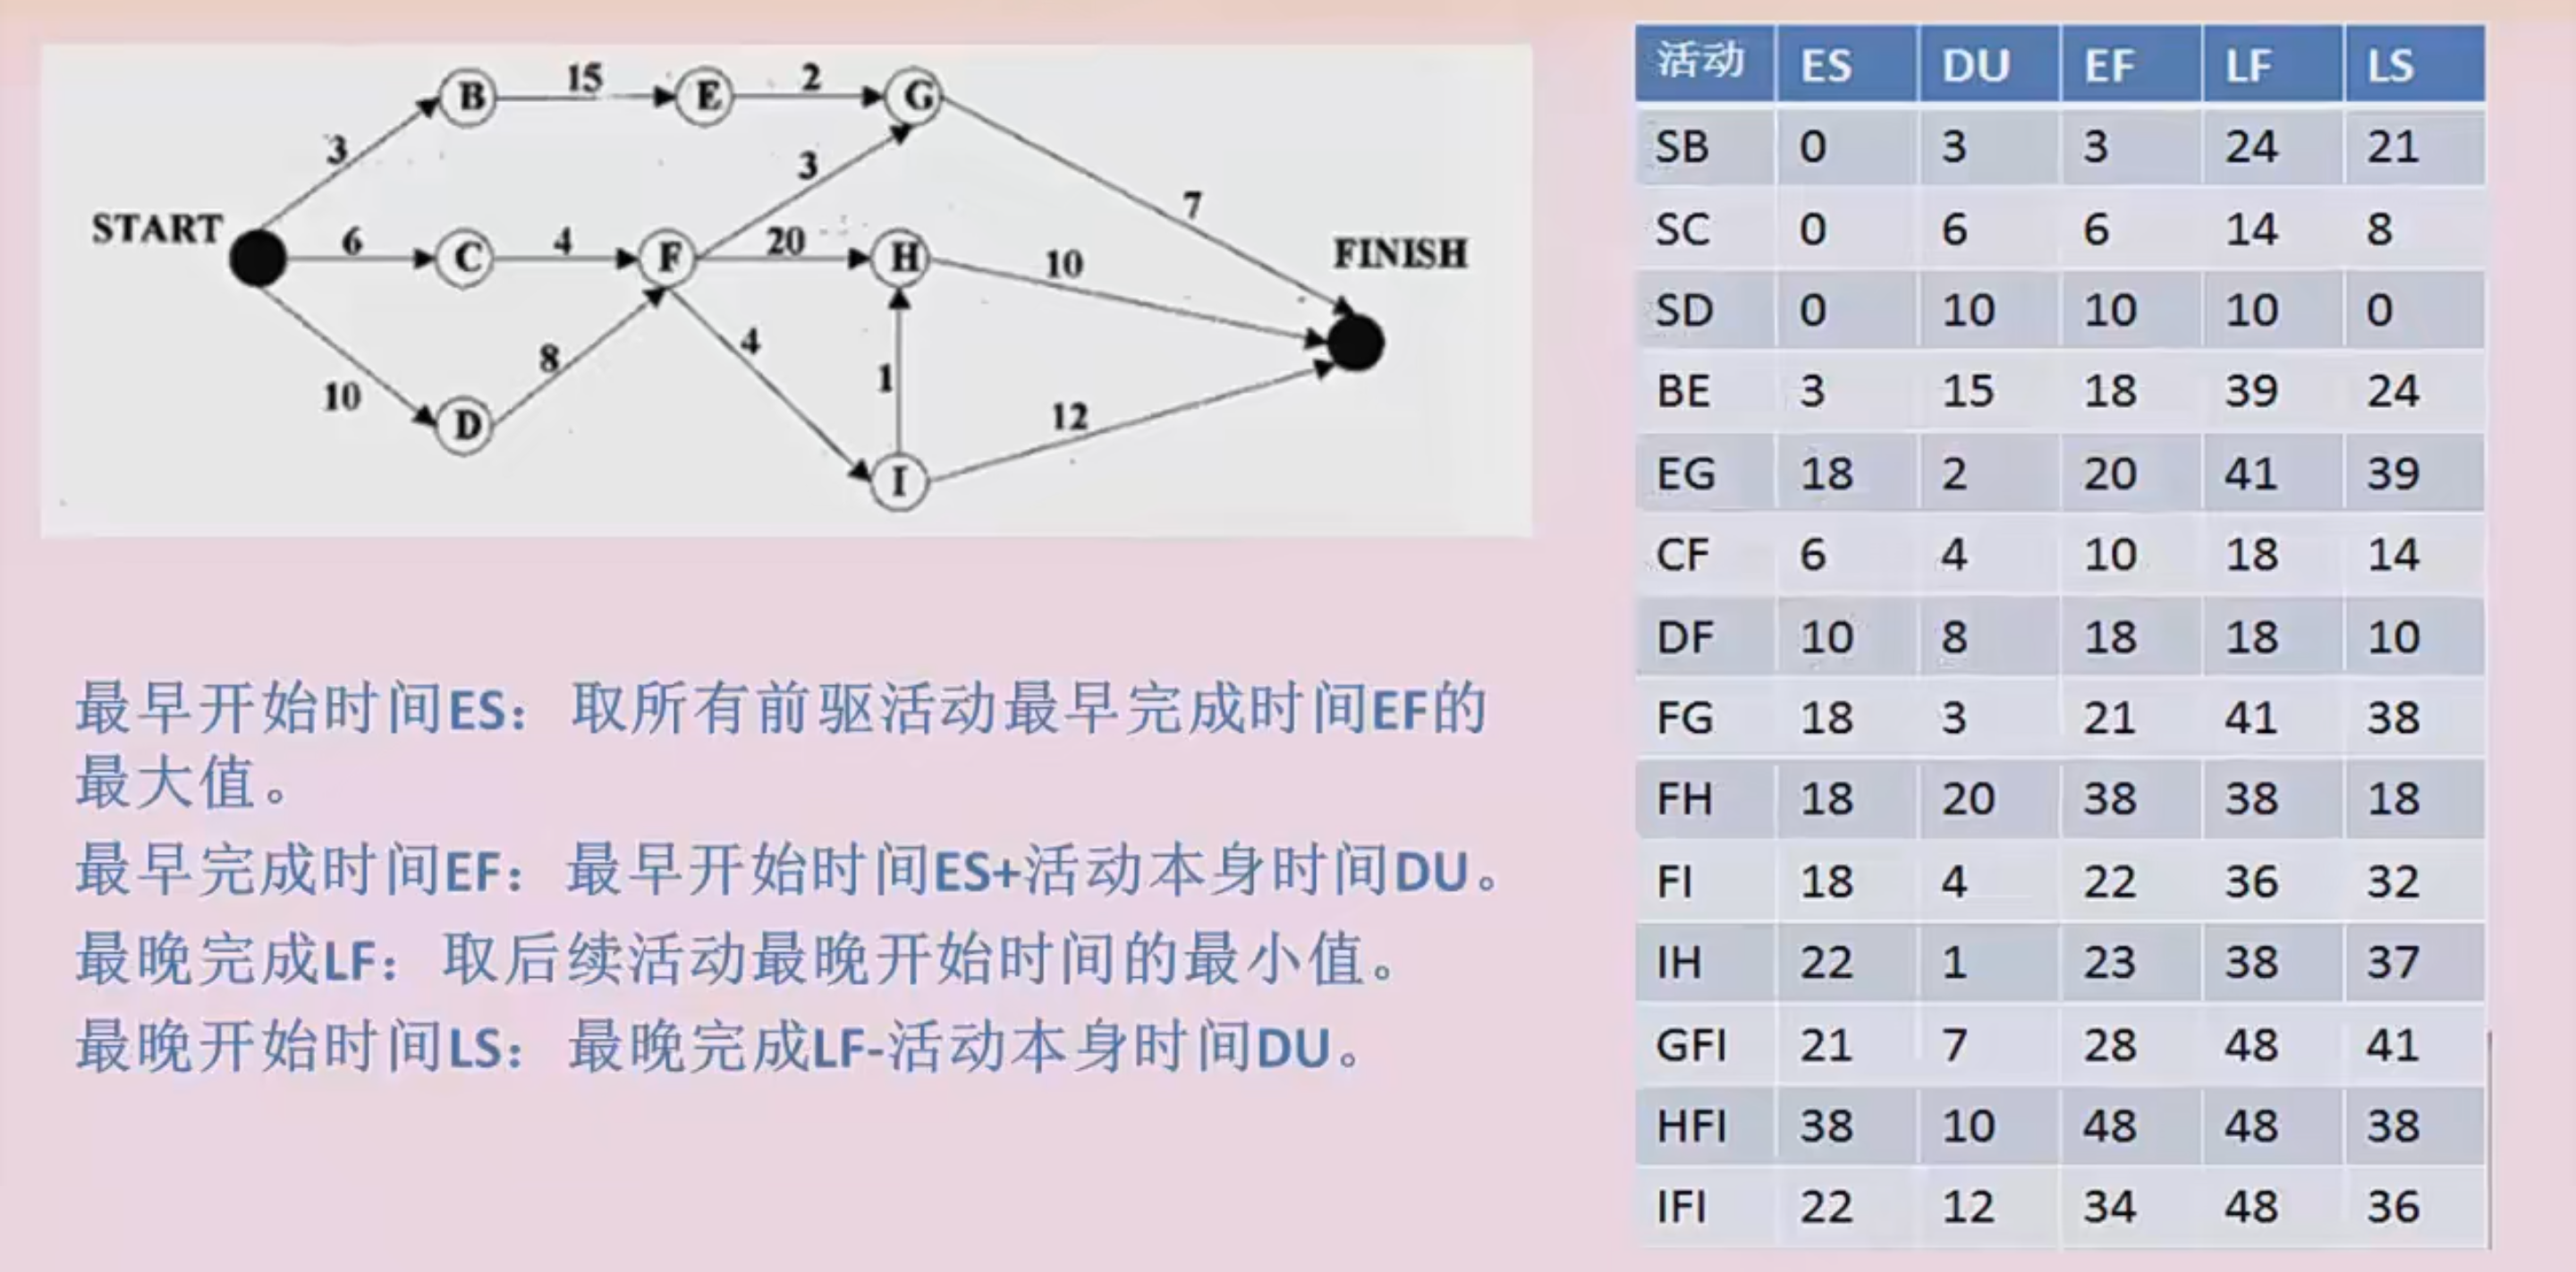 B 15 E 2 G
3
3
7
START
6 C 4 F 20 H
10
FINISH
4
8
1
10
12
D
I
最早开始时间ES：取所有前驱活动最早完成时间EF的
最大值。
最早完成时间EF：最早开始时间ES+活动本身时间DU。
最晚完成LF：取后续活动最晚开始时间的最小值。
最晚开始时间LS：最晚完成LF-活动本身时间DU。
活动 ES DU EF LF LS
SB 0 3 3 24 21
SC 0 6 6 14 8
SD 0 10 10 10 0
BE 3 15 18 39 24
EG 18 2 20 41 39
CF 6 4 10 18 14
DF 10 8 18 18 10
FG 18 3 21 41 38
FH 18 20 38 38 18
FI 18 4 22 36 32
IH 22 1 23 38 37
GFI 21 7 28 48 41
HFI 38 10 48 48 38
IFI 22 12 34 48 36